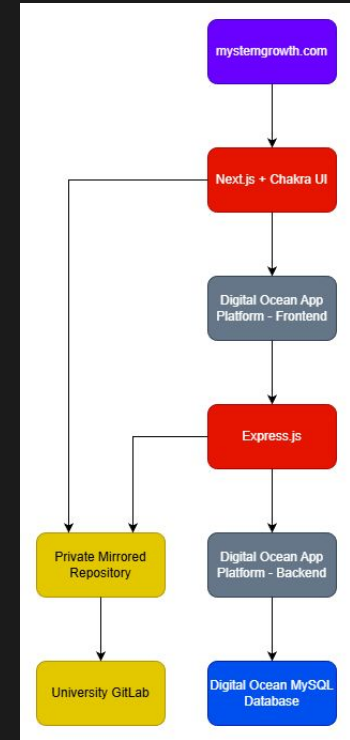 mystemgrowth.com
Next.js + Chakra UI
Digital Ocean App
Platform - Frontend
Express.js
Private Mirrored
Repository
Digital Ocean App
Platform - Backend
University GitLab
Digital Ocean MySQL
Database